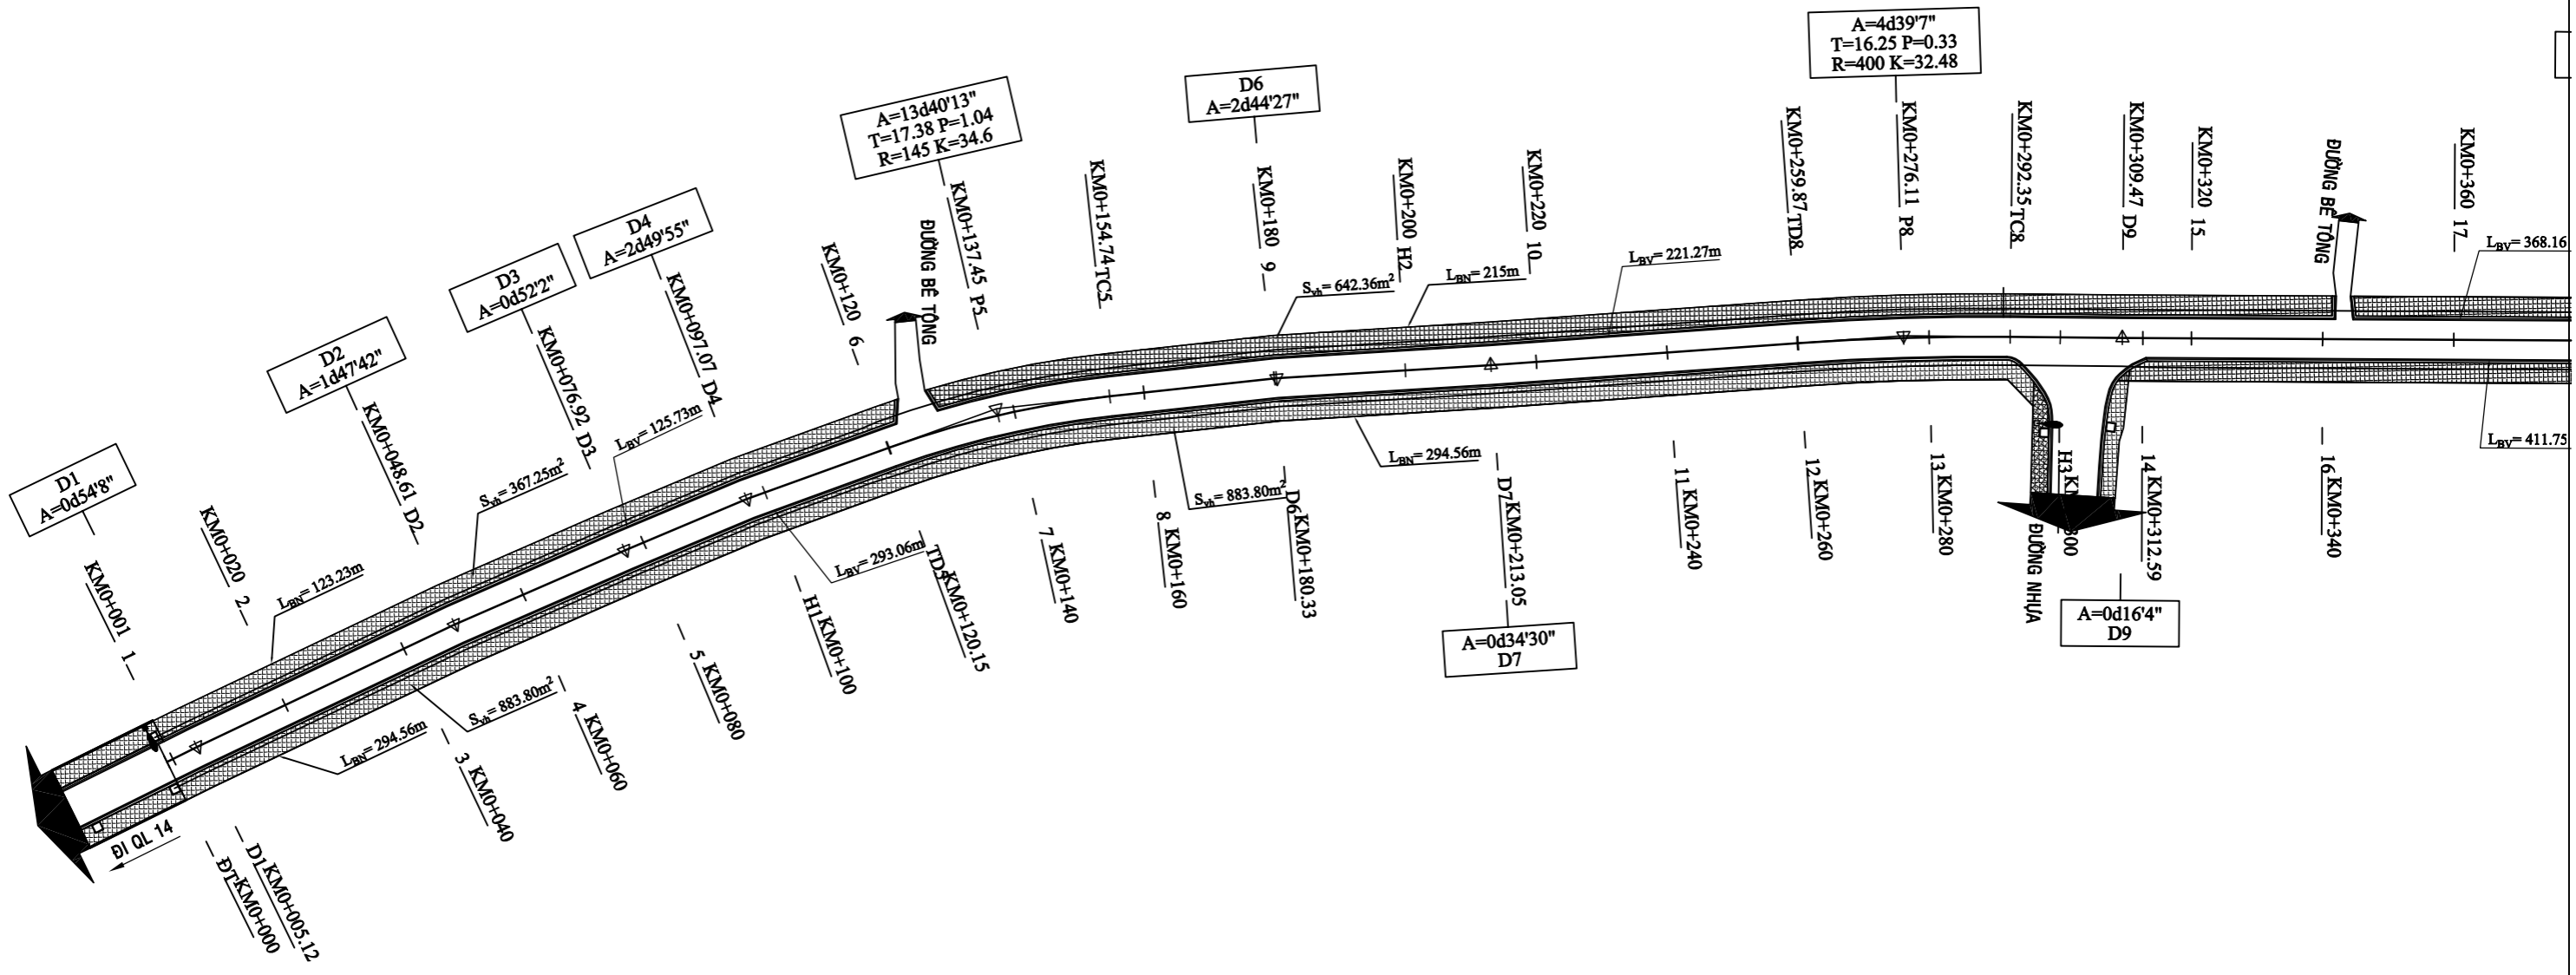 D1
A=0d54'8"
KM0+001 1
KM0+020 2
D2
A=1d47'42"
KM0+048.61 D2
D3
A=0d52'2"
KM0+076.92 D3
D4
A=2d49'55"
KM0+097.07 D4
KM0+120 6
ĐƯỜNG BÊ TÔNG
A=13d40'13"
T=17.38 P=1.04
R=145 K=34.6
KM0+137.45 P5
KM0+154.74 TC5
D6
A=2d44'27"
KM0+180 9
KM0+200 H2
KM0+220 10
KM0+259.87 TD8
A=4d39'7"
T=16.25 P=0.33
R=400 K=32.48
KM0+276.11 P8
KM0+292.35 TC8
KM0+309.47 D9
KM0+320 15
ĐƯỜNG BÊ TÔNG
KM0+360 17
LBN= 123.23m
Svh= 367.25m²
LBV= 125.73m
Svh= 642.36m²
LBN= 215m
LBV= 221.27m
LBV= 368.16
LBN= 294.56m
Svh= 883.80m²
LBV= 293.06m
Svh= 883.80m²
LBN= 294.56m
LBV= 411.75
ĐI QL 14
ĐT KM0+000
D1 KM0+005.12
3 KM0+040
4 KM0+060
5 KM0+080
H1 KM0+100
TD5 KM0+120.15
7 KM0+140
8 KM0+160
D6 KM0+180.33
D7 KM0+213.05
A=0d34'30"
D7
11 KM0+240
12 KM0+260
13 KM0+280
ĐƯỜNG NHỰA
H3 KM0+300
14 KM0+312.59
A=0d16'4"
D9
16 KM0+340